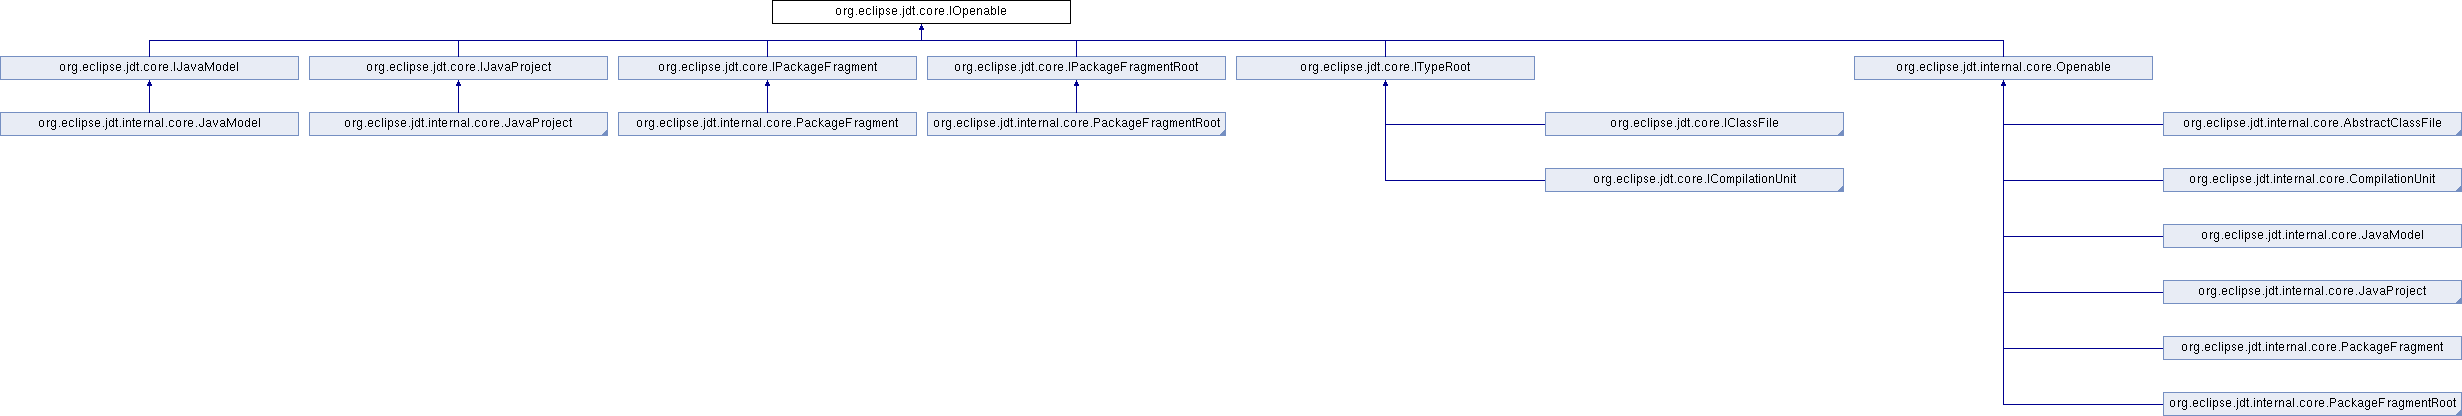 org.eclipse.jdt.core.IOpenable
org.eclipse.jdt.core.IJavaModel
org.eclipse.jdt.core.IJavaProject
org.eclipse.jdt.core.IPackageFragment
org.eclipse.jdt.core.IPackageFragmentRoot
org.eclipse.jdt.core.ITypeRoot
org.eclipse.jdt.internal.core.Openable
org.eclipse.jdt.internal.core.JavaModel
org.eclipse.jdt.internal.core.JavaProject
org.eclipse.jdt.internal.core.PackageFragment
org.eclipse.jdt.internal.core.PackageFragmentRoot
org.eclipse.jdt.core.IClassFile
org.eclipse.jdt.internal.core.AbstractClassFile
org.eclipse.jdt.core.ICompilationUnit
org.eclipse.jdt.internal.core.CompilationUnit
org.eclipse.jdt.internal.core.JavaModel
org.eclipse.jdt.internal.core.JavaProject
org.eclipse.jdt.internal.core.PackageFragment
org.eclipse.jdt.internal.core.PackageFragmentRoot